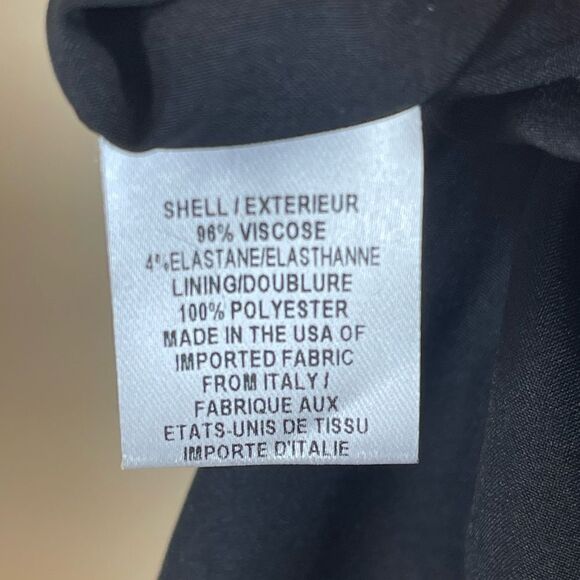 SHELL / EXTERIEUR
96% VISCOSE
4% ELASTANE/ELASTHANNE
LINING/DOUBLURE
100% POLYESTER
MADE IN THE USA OF
IMPORTED FABRIC
FROM ITALY /
FABRIQUE AUX
ETATS-UNIS DE TISSU
IMPORTE D'ITALIE